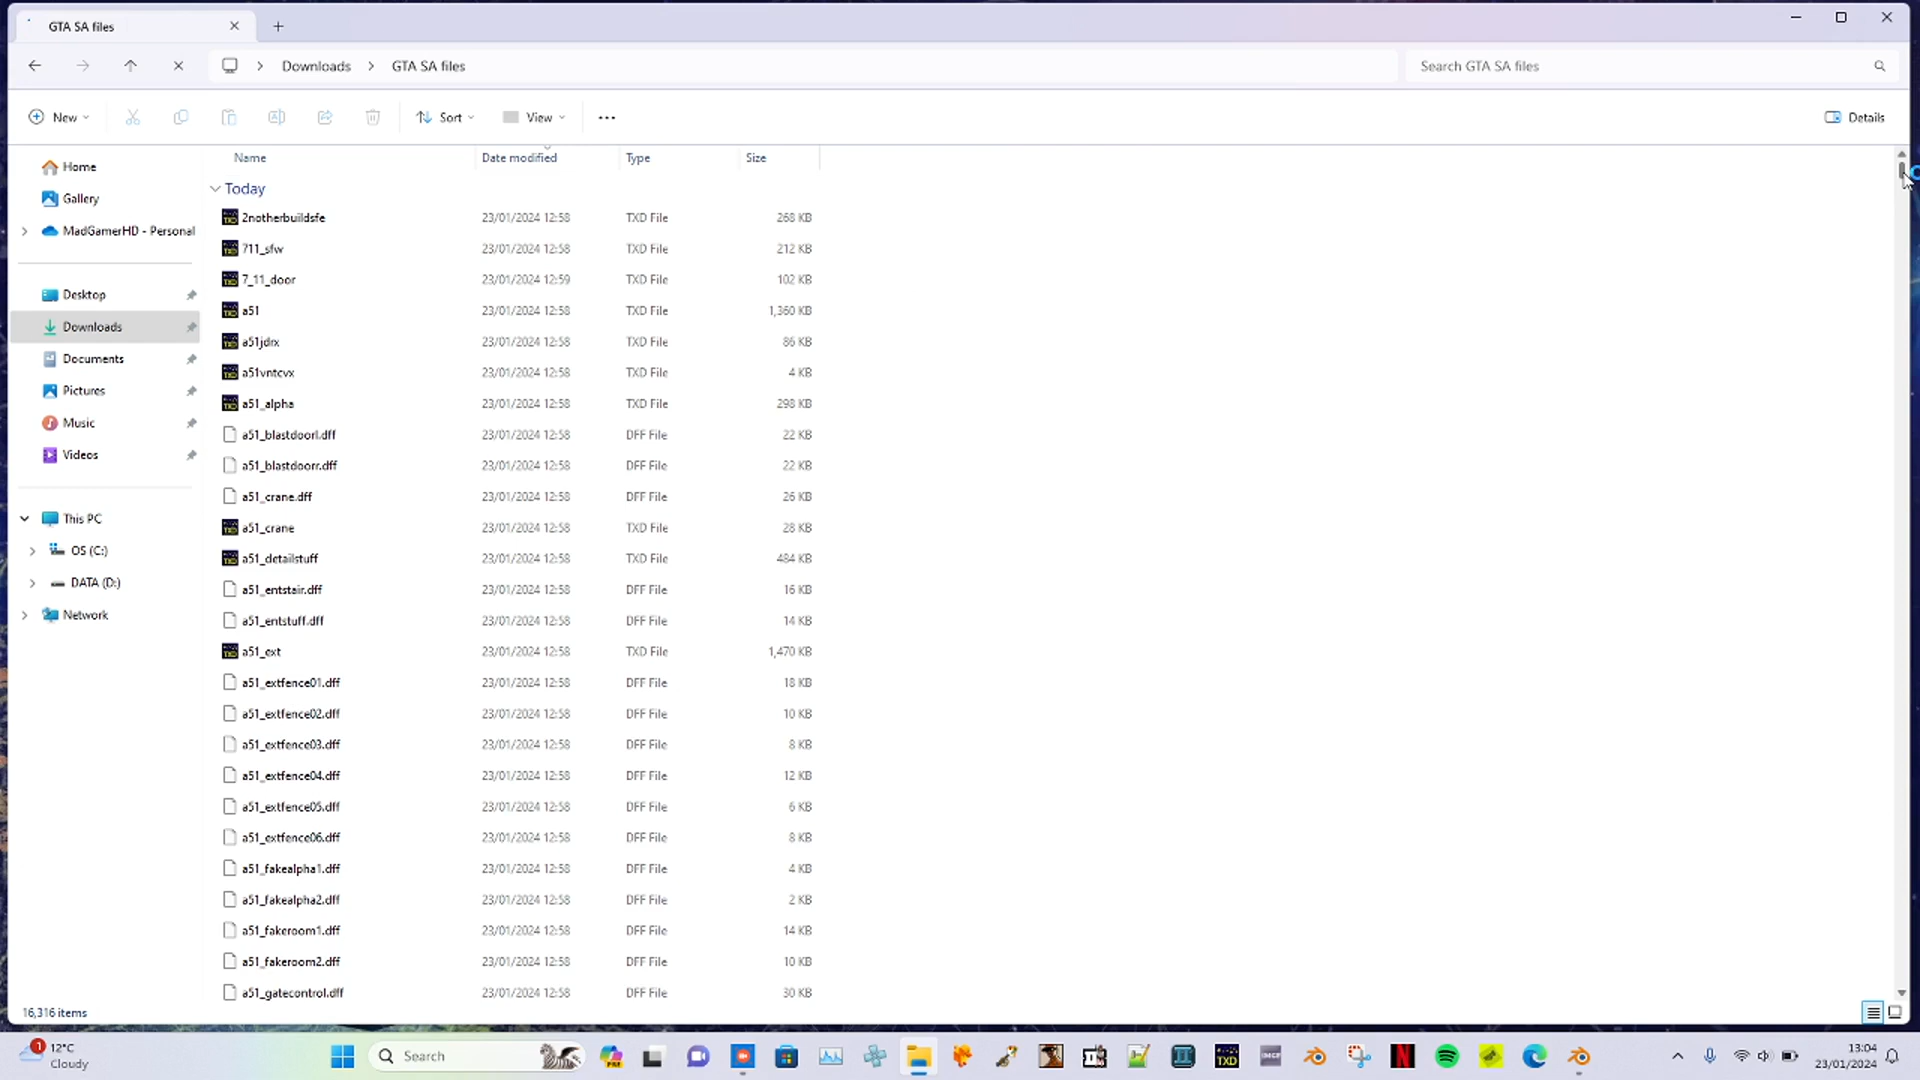 GTA SA files
Downloads > GTA SA files
Search GTA SA files
New
Sort
View
Details
Name Date modified Type Size
Today
2notherbuildsfe 23/01/2024 12:58 TXD File 268 KB
711_sfw 23/01/2024 12:58 TXD File 212 KB
7_11_door 23/01/2024 12:59 TXD File 102 KB
a51 23/01/2024 12:58 TXD File 1,360 KB
a51jdrx 23/01/2024 12:58 TXD File 86 KB
a51vntcvx 23/01/2024 12:58 TXD File 4 KB
a51_alpha 23/01/2024 12:58 TXD File 298 KB
a51_blastdoorl.dff 23/01/2024 12:58 DFF File 22 KB
a51_blastdoorr.dff 23/01/2024 12:58 DFF File 22 KB
a51_crane.dff 23/01/2024 12:58 DFF File 26 KB
a51_crane 23/01/2024 12:58 TXD File 28 KB
a51_detailstuff 23/01/2024 12:58 TXD File 484 KB
a51_entstair.dff 23/01/2024 12:58 DFF File 16 KB
a51_entstuff.dff 23/01/2024 12:58 DFF File 14 KB
a51_ext 23/01/2024 12:58 TXD File 1,470 KB
a51_extfence01.dff 23/01/2024 12:58 DFF File 18 KB
a51_extfence02.dff 23/01/2024 12:58 DFF File 10 KB
a51_extfence03.dff 23/01/2024 12:58 DFF File 8 KB
a51_extfence04.dff 23/01/2024 12:58 DFF File 12 KB
a51_extfence05.dff 23/01/2024 12:58 DFF File 6 KB
a51_extfence06.dff 23/01/2024 12:58 DFF File 8 KB
a51_fakealpha1.dff 23/01/2024 12:58 DFF File 4 KB
a51_fakealpha2.dff 23/01/2024 12:58 DFF File 2 KB
a51_fakeroom1.dff 23/01/2024 12:58 DFF File 14 KB
a51_fakeroom2.dff 23/01/2024 12:58 DFF File 10 KB
a51_gatecontrol.dff 23/01/2024 12:58 DFF File 30 KB
Home
Gallery
MadGamerHD - Personal
Desktop
Downloads
Documents
Pictures
Music
Videos
This PC
OS (C:)
DATA (D:)
Network
16,316 items
1
12°C
Cloudy
Search
PRE
TXD
IMGF
N
13:04
23/01/2024